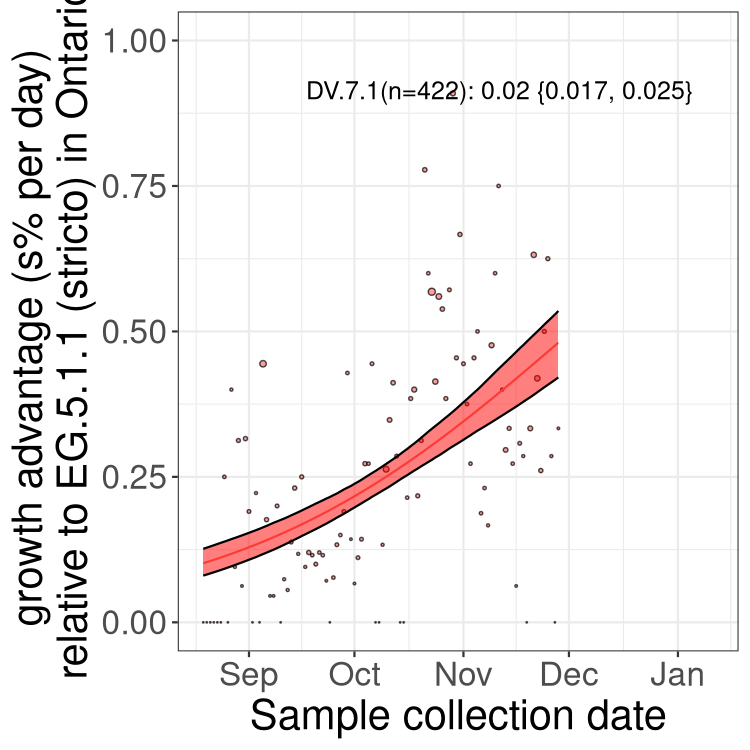 growth advantage (s% per day)
relative to EG.5.1.1 (stricto) in Ontario
1.00
0.75
0.50
0.25
0.00
DV.7.1(n=422): 0.02 {0.017, 0.025}
Sep Oct Nov Dec Jan
Sample collection date